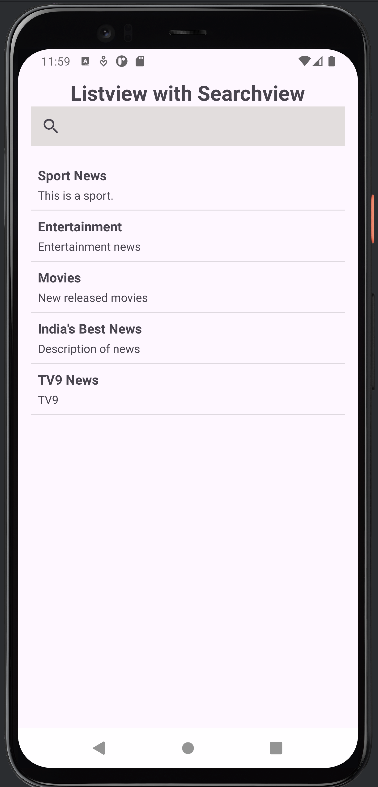 11:59
Listview with Searchview
Sport News
This is a sport.
Entertainment
Entertainment news
Movies
New released movies
India's Best News
Description of news
TV9 News
TV9